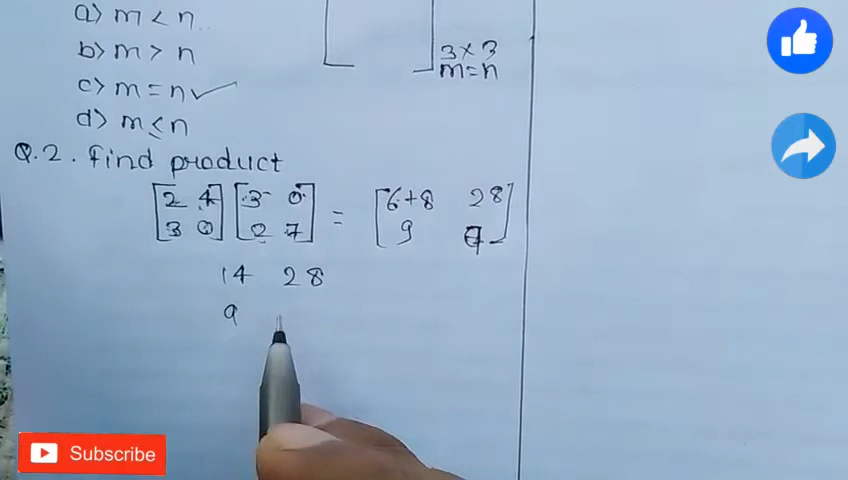 a) m < n
b) m > n
c) m = n ✓
d) m ≤ n
3 × 3
m = n
Q.2. Find product
[2 4] [3 0] = [6+8 28]
[3 0] [2 7] [9]
14 28
9
Subscribe